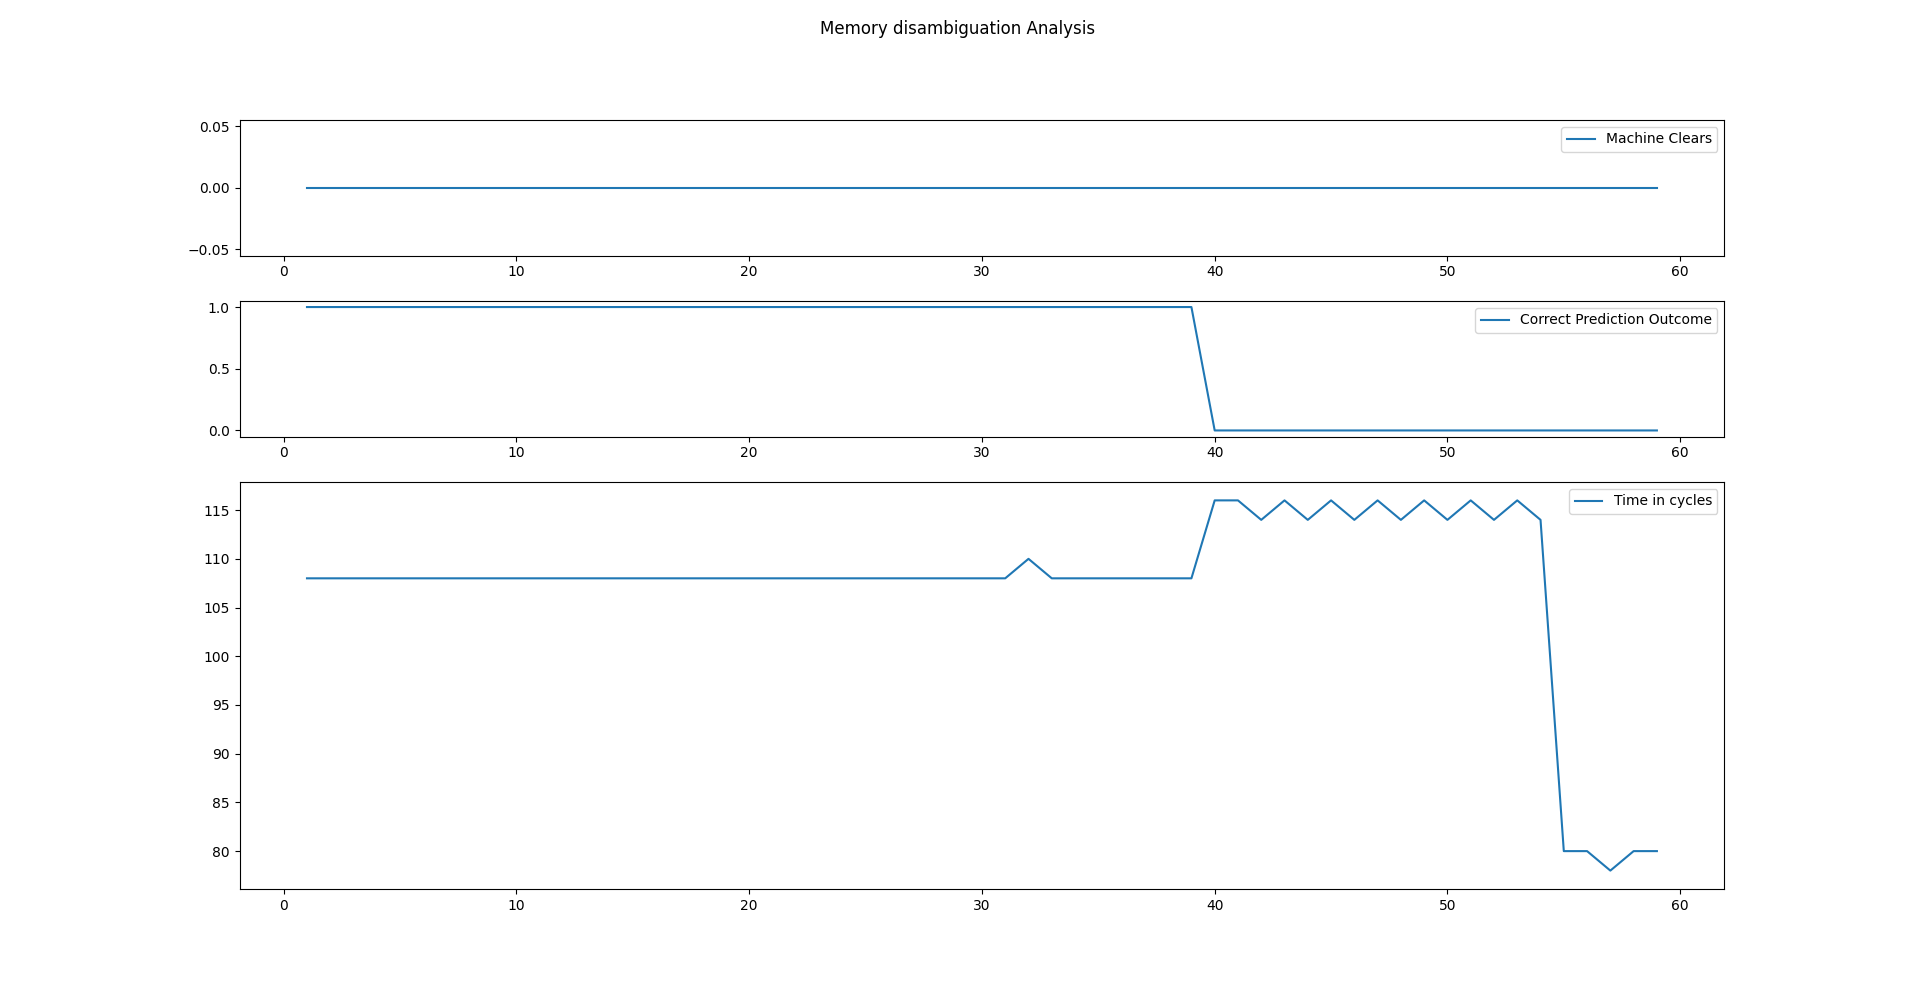 Memory disambiguation Analysis
0.05
0.00
−0.05
Machine Clears
0 10 20 30 40 50 60
1.0
0.5
0.0
Correct Prediction Outcome
0 10 20 30 40 50 60
115
110
105
100
95
90
85
80
Time in cycles
0 10 20 30 40 50 60